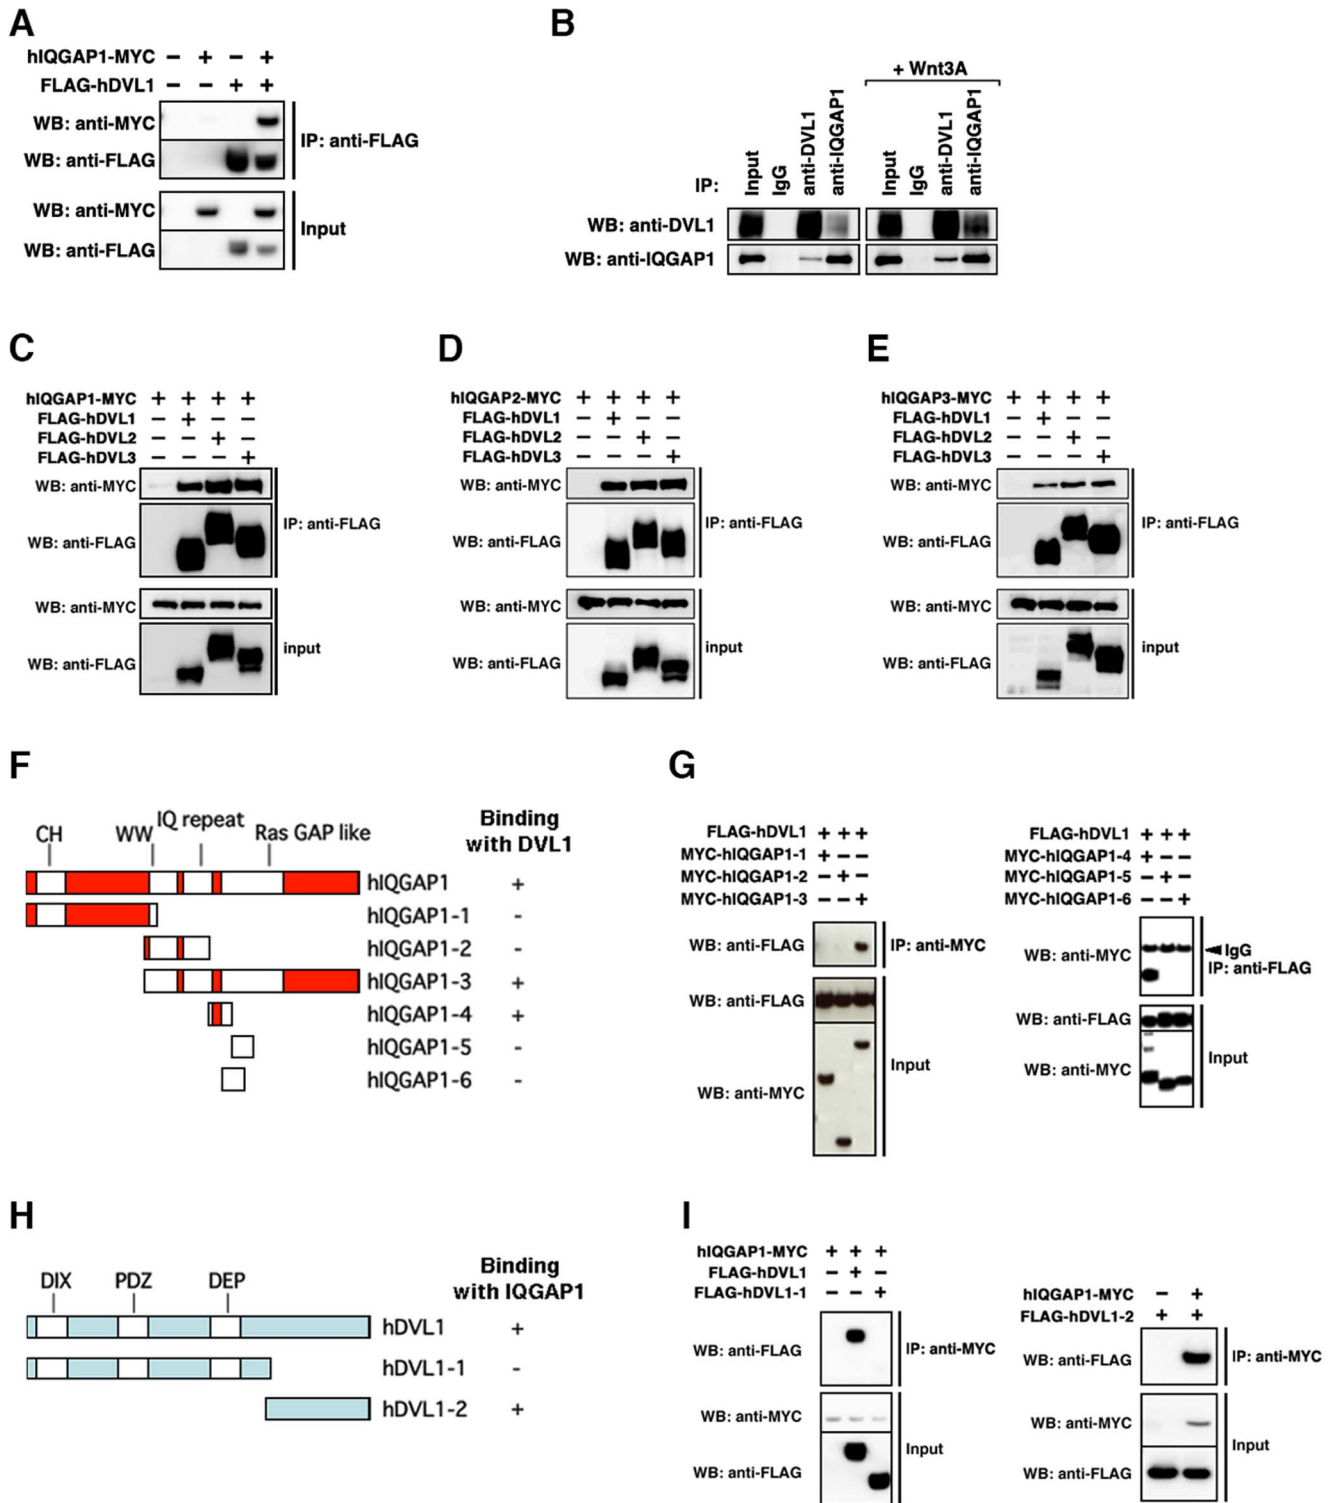 A
hIQGAP1-MYC − + − +
FLAG-hDVL1 − − + +
WB: anti-MYC
WB: anti-FLAG
IP: anti-FLAG
WB: anti-MYC
WB: anti-FLAG
Input
B
+ Wnt3A
IP: Input IgG anti-DVL1 anti-IQGAP1 Input IgG anti-DVL1 anti-IQGAP1
WB: anti-DVL1
WB: anti-IQGAP1
C
hIQGAP1-MYC + + + +
FLAG-hDVL1 − + − −
FLAG-hDVL2 − − + −
FLAG-hDVL3 − − − +
WB: anti-MYC
WB: anti-FLAG
IP: anti-FLAG
WB: anti-MYC
WB: anti-FLAG
input
D
hIQGAP2-MYC + + + +
FLAG-hDVL1 − + − −
FLAG-hDVL2 − − + −
FLAG-hDVL3 − − − +
WB: anti-MYC
WB: anti-FLAG
IP: anti-FLAG
WB: anti-MYC
WB: anti-FLAG
input
E
hIQGAP3-MYC + + + +
FLAG-hDVL1 − + − −
FLAG-hDVL2 − − + −
FLAG-hDVL3 − − − +
WB: anti-MYC
WB: anti-FLAG
IP: anti-FLAG
WB: anti-MYC
WB: anti-FLAG
input
F
CH WW IQ repeat Ras GAP like
Binding
with DVL1
hIQGAP1 +
hIQGAP1-1 -
hIQGAP1-2 -
hIQGAP1-3 +
hIQGAP1-4 +
hIQGAP1-5 -
hIQGAP1-6 -
G
FLAG-hDVL1 + + +
MYC-hIQGAP1-1 + − −
MYC-hIQGAP1-2 − + −
MYC-hIQGAP1-3 − − +
WB: anti-FLAG
IP: anti-MYC
WB: anti-FLAG
WB: anti-MYC
Input
FLAG-hDVL1 + + +
MYC-hIQGAP1-4 + − −
MYC-hIQGAP1-5 − + −
MYC-hIQGAP1-6 − − +
WB: anti-MYC
IgG
IP: anti-FLAG
WB: anti-FLAG
WB: anti-MYC
Input
H
DIX PDZ DEP
Binding
with IQGAP1
hDVL1 +
hDVL1-1 -
hDVL1-2 +
I
hIQGAP1-MYC + + +
FLAG-hDVL1 − + −
FLAG-hDVL1-1 − − +
WB: anti-FLAG
IP: anti-MYC
WB: anti-MYC
WB: anti-FLAG
Input
hIQGAP1-MYC − +
FLAG-hDVL1-2 + +
WB: anti-FLAG
IP: anti-MYC
WB: anti-MYC
WB: anti-FLAG
Input